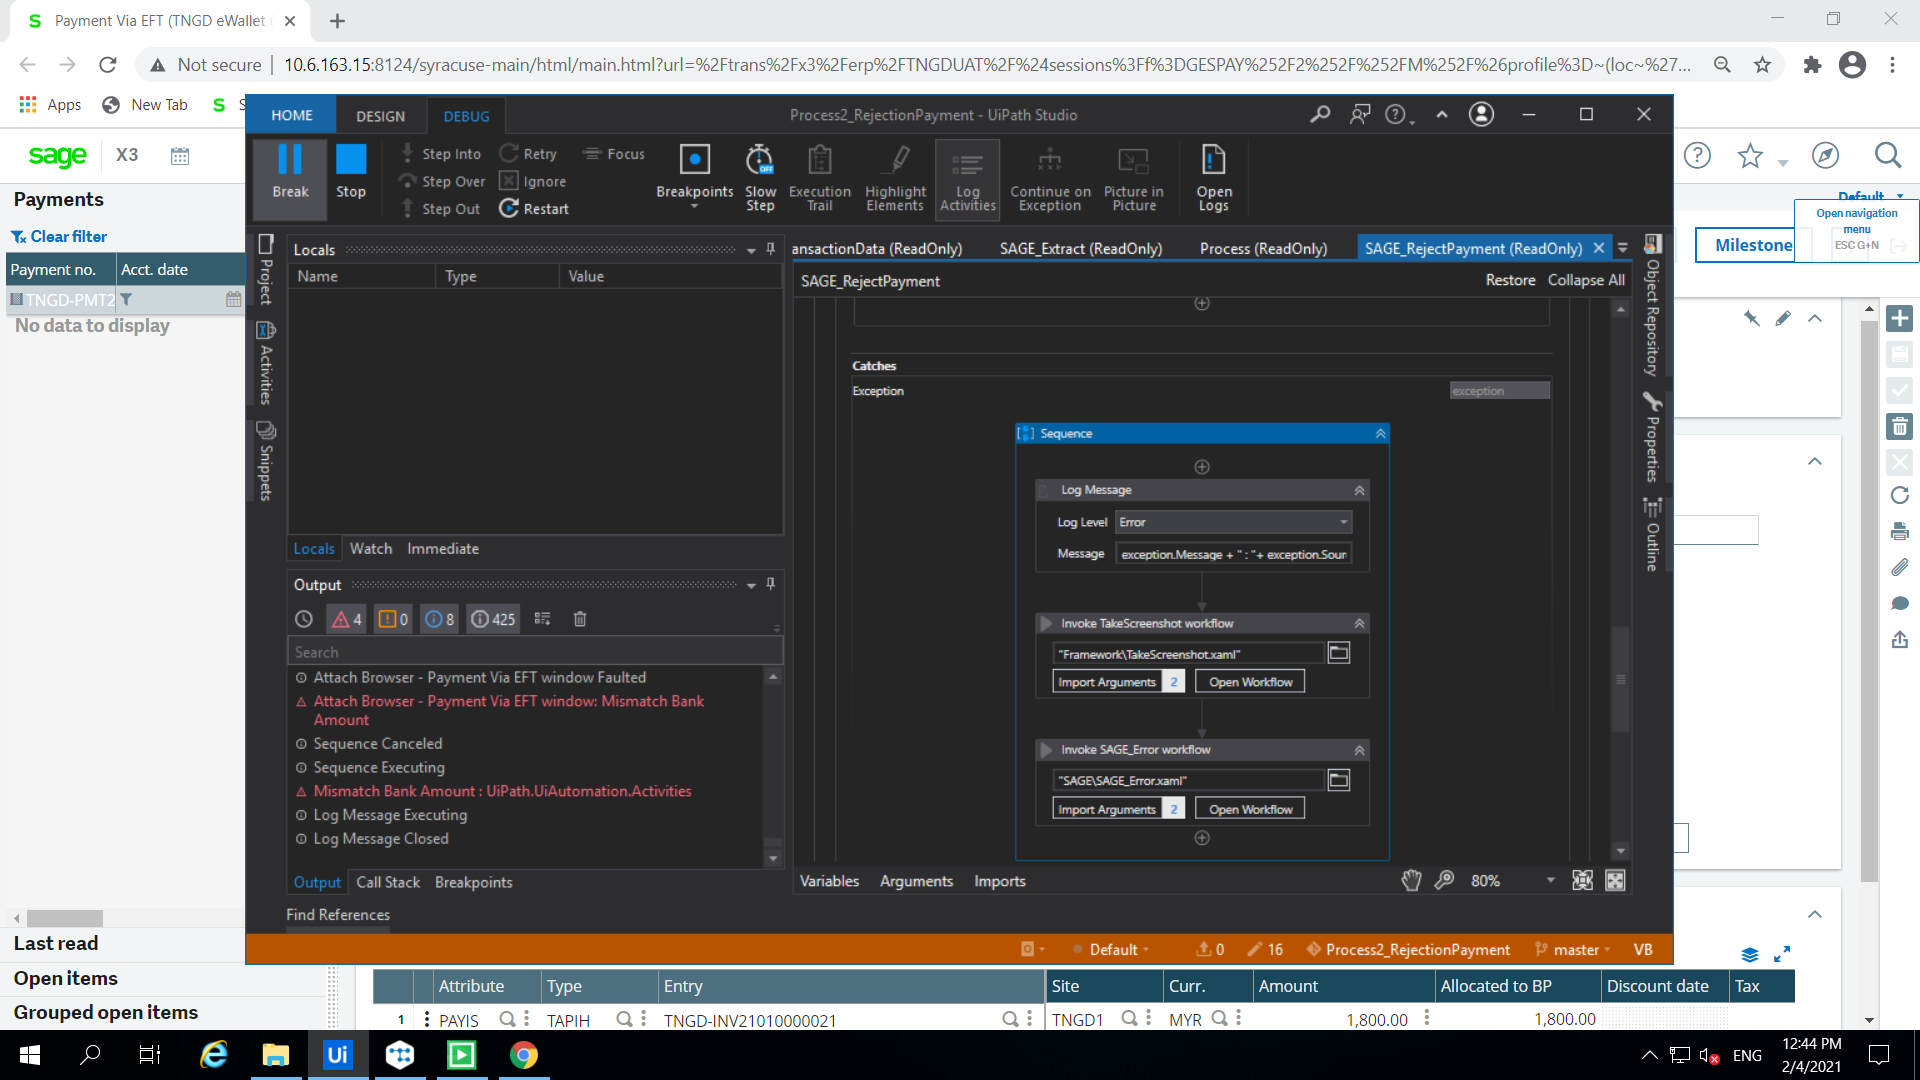 Payment Via EFT (TNGD eWallet
Not secure
10.6.163.15:8124/syracuse-main/html/main.html?url=%2Ftrans%2Fx3%2Ferp%2FTNGDUAT%2F%24sessions%3Ff%3DGESPAY%252F2%252F%252FM%252F%26profile%3D~(loc~%27...
Apps
New Tab
HOME
DESIGN
DEBUG
Process2_RejectionPayment - UiPath Studio
sage
X3
Break
Stop
Step Into
Step Over
Step Out
Retry
Ignore
Restart
Focus
Breakpoints
Slow
Step
Execution
Trail
Highlight
Elements
Log
Activities
Continue on
Exception
Picture in
Picture
Open
Logs
Payments
Clear filter
Payment no.
Acct. date
TNGD-PMT2
No data to display
Default
Open navigation
menu
ESC G+N
Milestone
Project
Activities
Snippets
Locals
Name
Type
Value
Locals
Watch
Immediate
Output
4
0
8
425
Search
Attach Browser - Payment Via EFT window Faulted
Attach Browser - Payment Via EFT window: Mismatch Bank
Amount
Sequence Canceled
Sequence Executing
Mismatch Bank Amount : UiPath.UiAutomation.Activities
Log Message Executing
Log Message Closed
Output
Call Stack
Breakpoints
Find References
ansactionData (ReadOnly)
SAGE_Extract (ReadOnly)
Process (ReadOnly)
SAGE_RejectPayment (ReadOnly)
SAGE_RejectPayment
Restore
Collapse All
Catches
Exception
exception
Sequence
Log Message
Log Level
Error
Message
exception.Message + " : "+ exception.Sour
Invoke TakeScreenshot workflow
"Framework\TakeScreenshot.xaml"
Import Arguments
2
Open Workflow
Invoke SAGE_Error workflow
"SAGE\SAGE_Error.xaml"
Import Arguments
2
Open Workflow
Variables
Arguments
Imports
80%
Object Repository
Properties
Outline
Default
0
16
Process2_RejectionPayment
master
VB
Last read
Open items
Grouped open items
Attribute
Type
Entry
Site
Curr.
Amount
Allocated to BP
Discount date
Tax
1
PAYIS
TAPIH
TNGD-INV21010000021
TNGD1
MYR
1,800.00
1,800.00
Ui
ENG
12:44 PM
2/4/2021